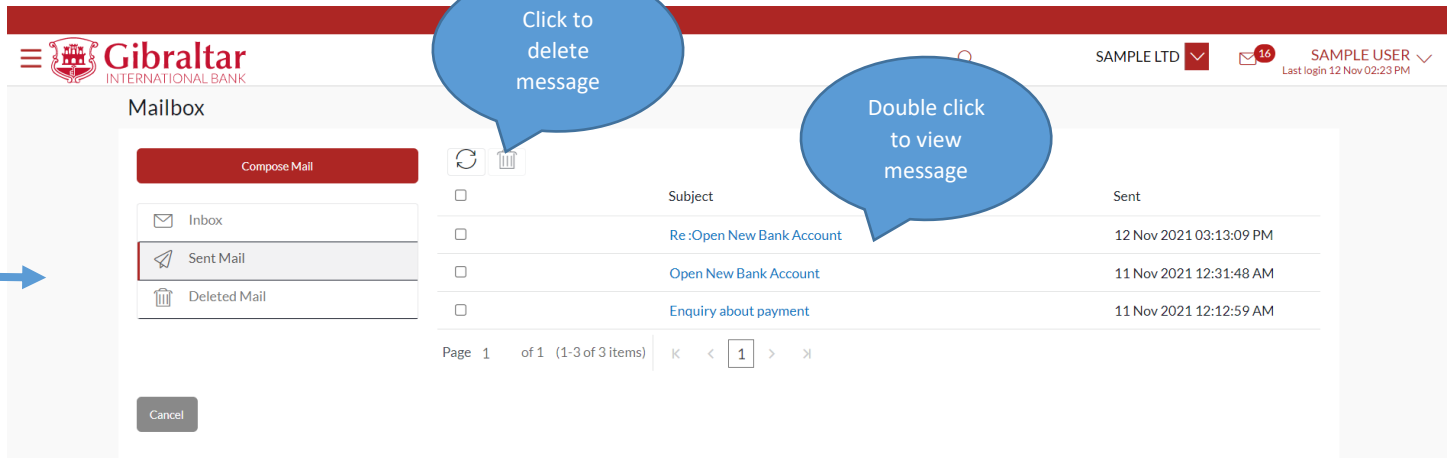 Click to
delete
message
Gibraltar
INTERNATIONAL BANK
SAMPLE LTD
16
SAMPLE USER
Last login 12 Nov 02:23 PM
Mailbox
Double click
to view
message
Compose Mail
Subject Sent
Inbox
Re :Open New Bank Account 12 Nov 2021 03:13:09 PM
Sent Mail
Open New Bank Account 11 Nov 2021 12:31:48 AM
Deleted Mail
Enquiry about payment 11 Nov 2021 12:12:59 AM
Page 1 of 1 (1-3 of 3 items) 1
Cancel